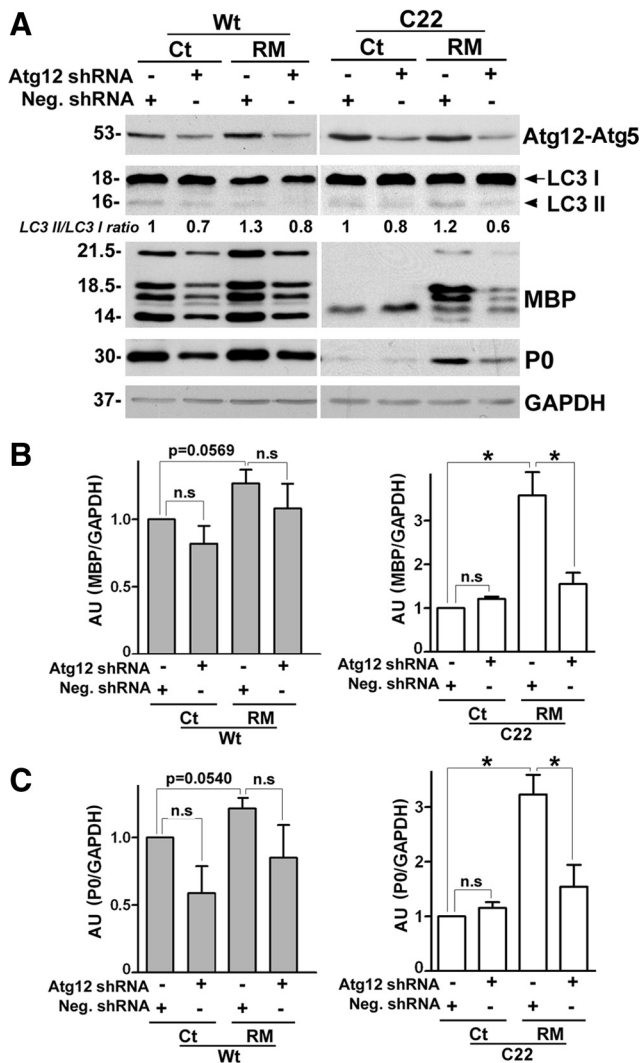 A
Wt C22
Ct RM Ct RM
Atg12 shRNA - + - + - + - +
Neg. shRNA + - + - + - + -
53- Atg12-Atg5
18- LC3 I
16- LC3 II
LC3 II/LC3 I ratio 1 0.7 1.3 0.8 1 0.8 1.2 0.6
21.5-
18.5-
MBP
14-
30- P0
37- GAPDH
B
p=0.0569 n.s * *
n.s n.s
AU (MBP/GAPDH) AU (MBP/GAPDH)
1.0 3
0.5 2
0 1
0
Atg12 shRNA - + - + Atg12 shRNA - + - +
Neg. shRNA + - + - Neg. shRNA + - + -
Ct RM Ct RM
Wt C22
C
p=0.0540 n.s * *
n.s n.s
AU (P0/GAPDH) AU (P0/GAPDH)
1.0 3
0.5 2
0 1
0
Atg12 shRNA - + - + Atg12 shRNA - + - +
Neg. shRNA + - + - Neg. shRNA + - + -
Ct RM Ct RM
Wt C22